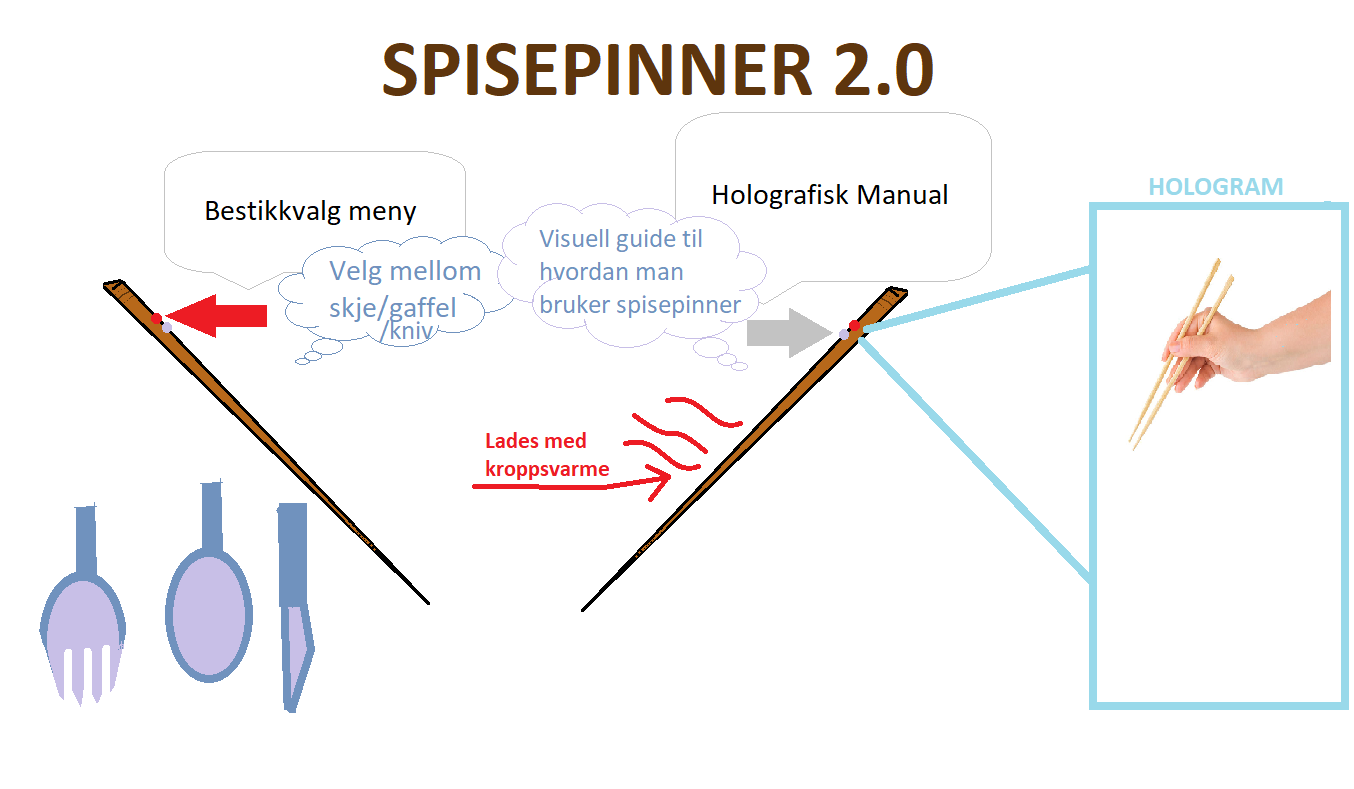 SPISEPINNER 2.0
Bestikkvalg meny
Velg mellom
skje/gaffel
/kniv
Holografisk Manual
Visuell guide til
hvordan man
bruker spisepinner
HOLOGRAM
Lades med
kroppsvarme